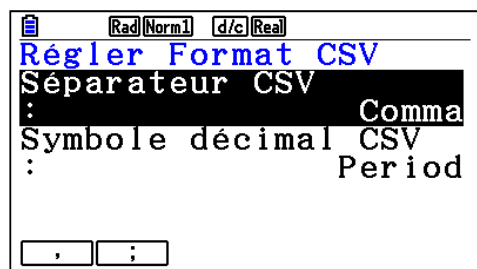 Rad Norm1 d/c Real
Régler Format CSV
Séparateur CSV
: Comma
Symbole décimal CSV
: Period
, ;